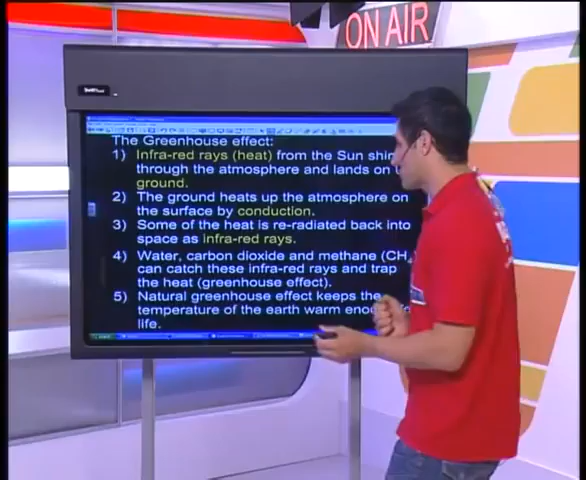 ON AIR
The Greenhouse effect:
1) Infra-red rays (heat) from the Sun
through the atmosphere and lands on
ground.
2) The ground heats up the atmosphere on
the surface by conduction.
3) Some of the heat is re-radiated back into
space as infra-red rays.
4) Water, carbon dioxide and methane (CH4
can catch these infra-red rays and trap
the heat (greenhouse effect).
5) Natural greenhouse effect keeps the
temperature of the earth warm
life.